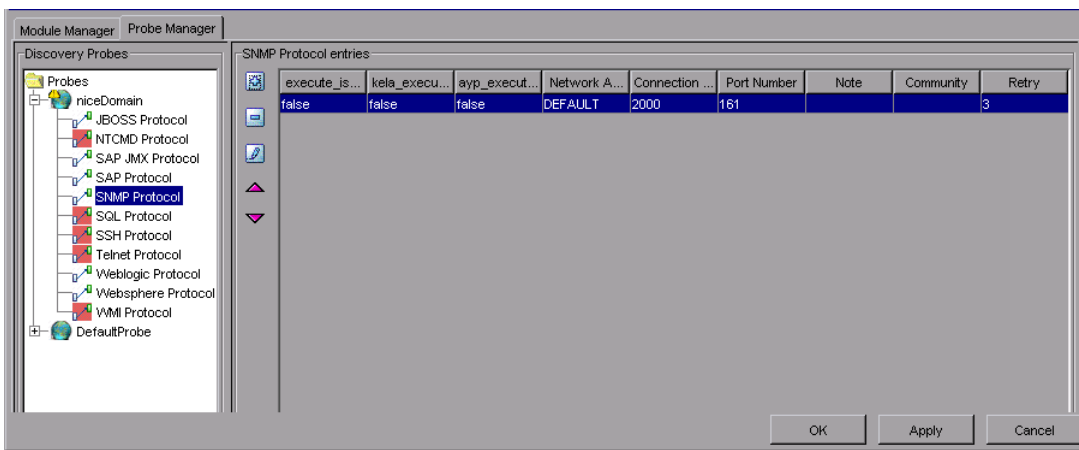 Module Manager Probe Manager
Discovery Probes
Probes
niceDomain
JBOSS Protocol
NTCMD Protocol
SAP JMX Protocol
SAP Protocol
SNMP Protocol
SQL Protocol
SSH Protocol
Telnet Protocol
Weblogic Protocol
Websphere Protocol
WMI Protocol
DefaultProbe
SNMP Protocol entries
execute_is... kela_execu... ayp_execut... Network A... Connection ... Port Number Note Community Retry
false false false DEFAULT 2000 161 3
OK Apply Cancel